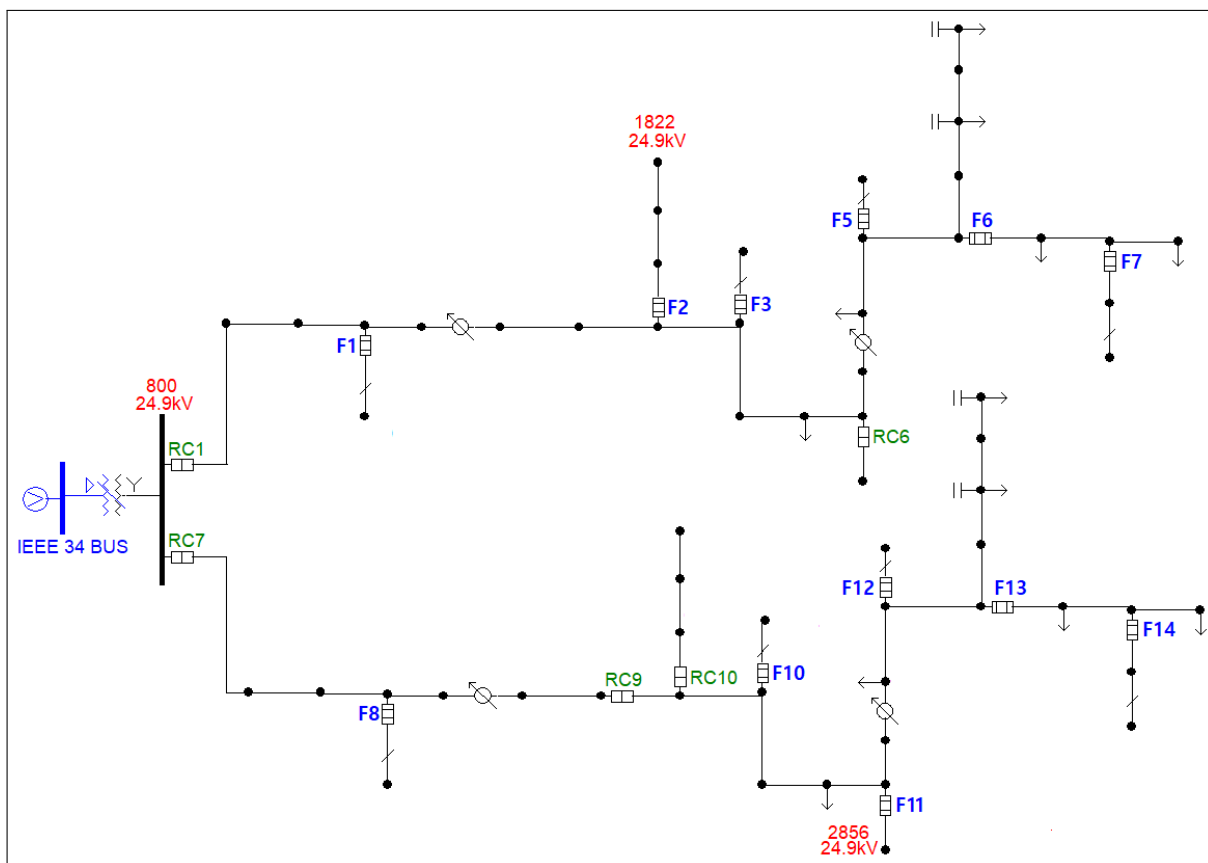 1822
24.9kV
F5
F6
F7
F2
F3
F1
800
24.9kV
RC1
RC6
IEEE 34 BUS
RC7
F12
F13
F14
RC9
RC10
F10
F8
F11
2856
24.9kV